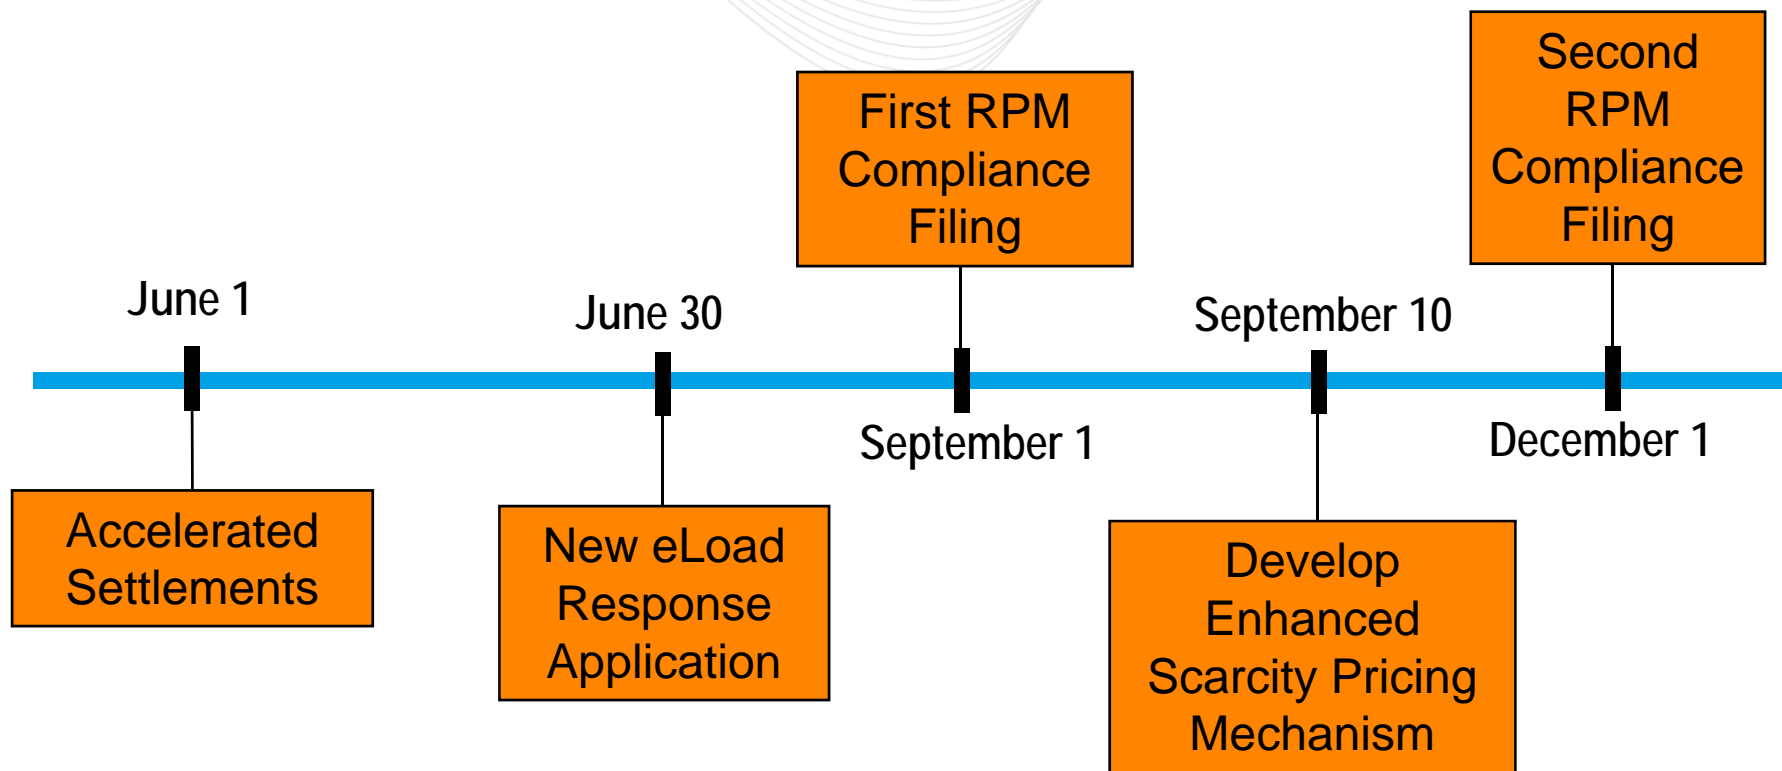 June 1
Accelerated
Settlements
June 30
New eLoad
Response
Application
First RPM
Compliance
Filing
September 1
September 10
Develop
Enhanced
Scarcity Pricing
Mechanism
Second
RPM
Compliance
Filing
December 1